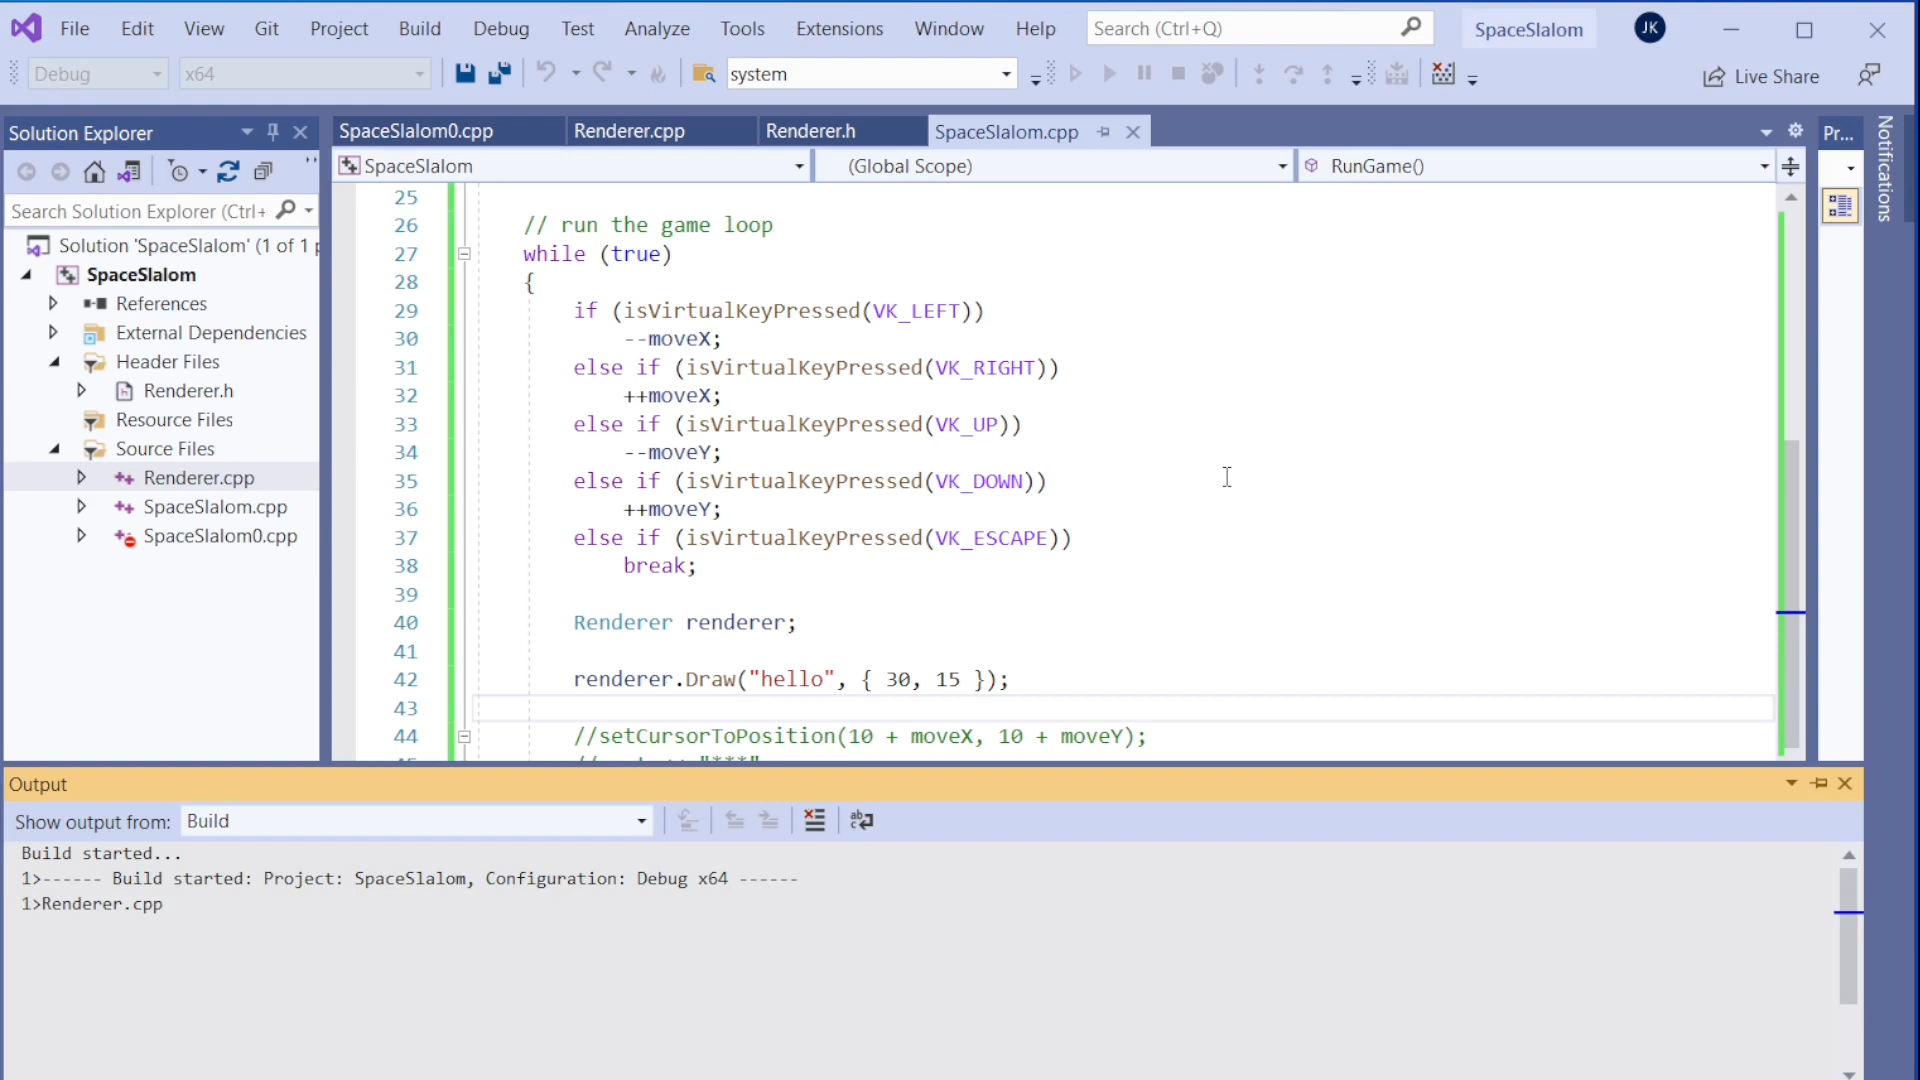 File Edit View Git Project Build Debug Test Analyze Tools Extensions Window Help Search (Ctrl+Q) SpaceSlalom JK
Debug x64 system Live Share
Solution Explorer
Search Solution Explorer (Ctrl+
Solution 'SpaceSlalom' (1 of 1 p
SpaceSlalom
References
External Dependencies
Header Files
Renderer.h
Resource Files
Source Files
Renderer.cpp
SpaceSlalom.cpp
SpaceSlalom0.cpp
SpaceSlalom0.cpp Renderer.cpp Renderer.h SpaceSlalom.cpp
SpaceSlalom (Global Scope) RunGame()
25
26 // run the game loop
27 while (true)
28 {
29 if (isVirtualKeyPressed(VK_LEFT))
30 --moveX;
31 else if (isVirtualKeyPressed(VK_RIGHT))
32 ++moveX;
33 else if (isVirtualKeyPressed(VK_UP))
34 --moveY;
35 else if (isVirtualKeyPressed(VK_DOWN))
36 ++moveY;
37 else if (isVirtualKeyPressed(VK_ESCAPE))
38 break;
39
40 Renderer renderer;
41
42 renderer.Draw("hello", { 30, 15 });
43
44 //setCursorToPosition(10 + moveX, 10 + moveY);
Pr...
Notifications
Output
Show output from: Build
Build started...
1>------ Build started: Project: SpaceSlalom, Configuration: Debug x64 ------
1>Renderer.cpp